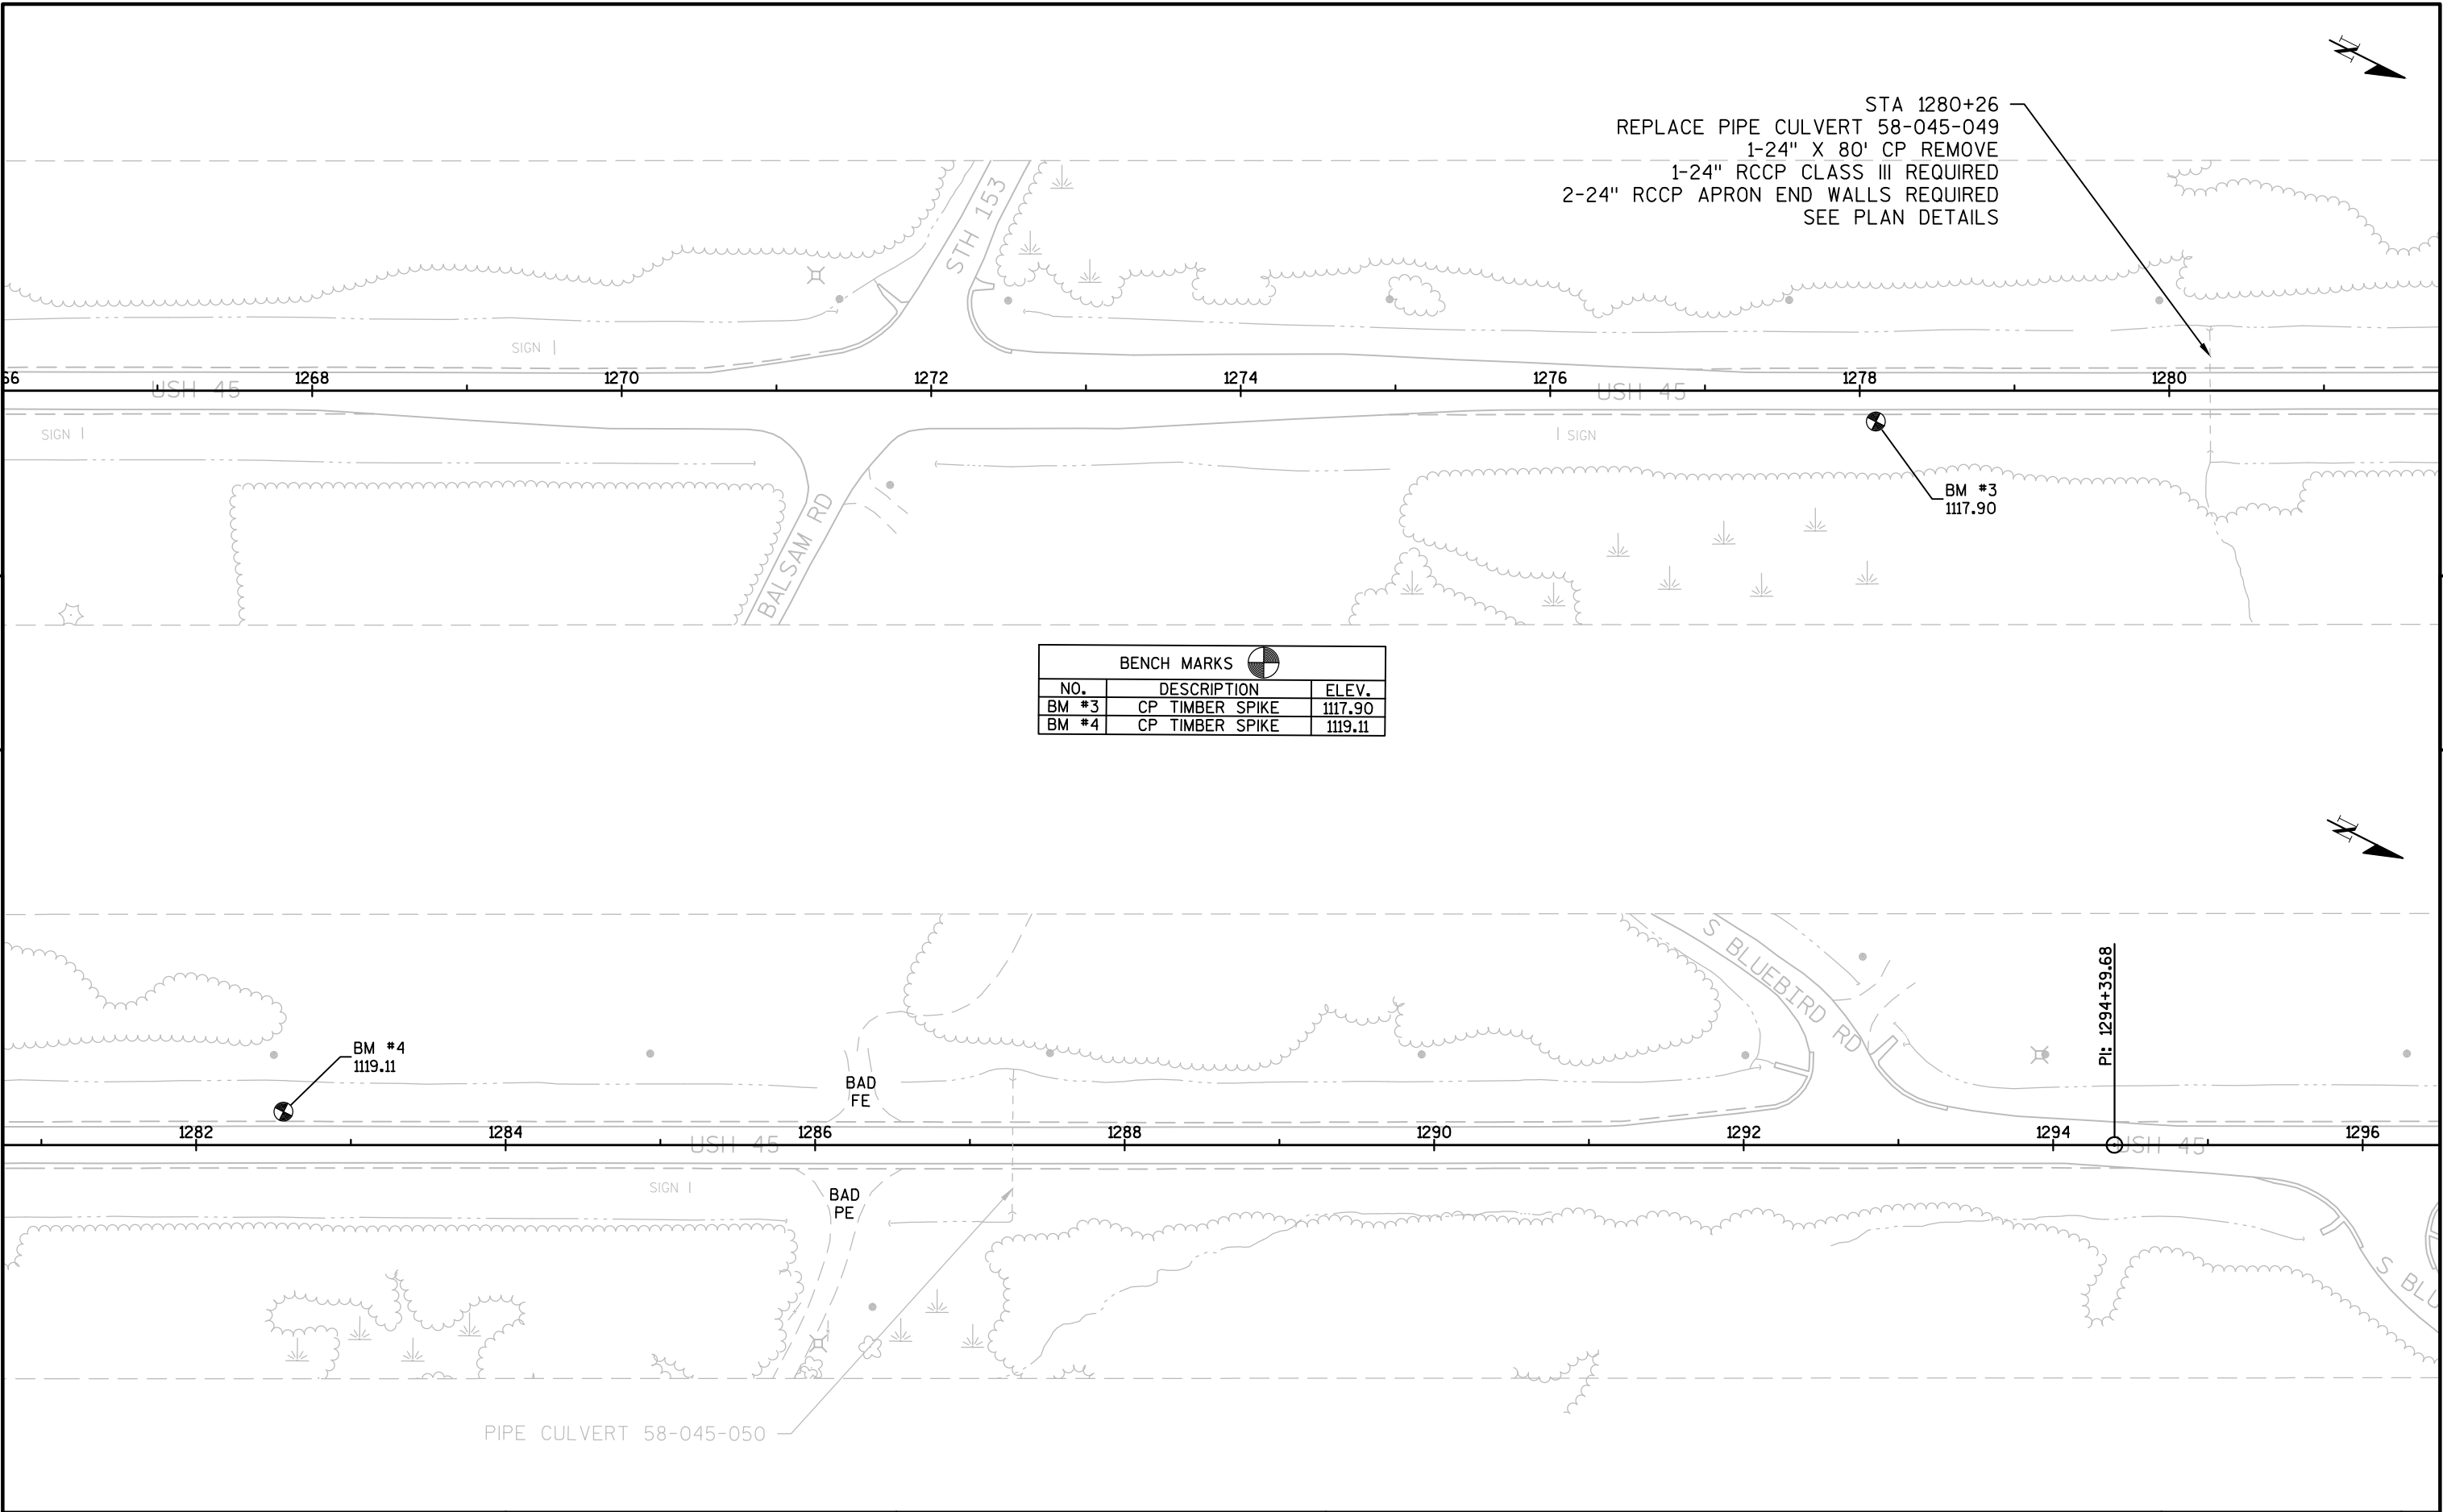 N
STA 1280+26
REPLACE PIPE CULVERT 58-045-049
1-24" X 80' CP REMOVE
1-24" RCCP CLASS III REQUIRED
2-24" RCCP APRON END WALLS REQUIRED
SEE PLAN DETAILS
STH 153
SIGN
66 1268 1270 1272 1274 1276 1278 1280
USH 45 USH 45
SIGN SIGN
BM #3
1117.90
BALSAM RD
BENCH MARKS
NO. DESCRIPTION ELEV.
BM #3 CP TIMBER SPIKE 1117.90
BM #4 CP TIMBER SPIKE 1119.11
N
S BLUEBIRD RD
PI: 1294+39.68
BM #4
1119.11
BAD
FE
1282 1284 1286 1288 1290 1292 1294 1296
USH 45 USH 45
SIGN
BAD
PE
S BLU
PIPE CULVERT 58-045-050